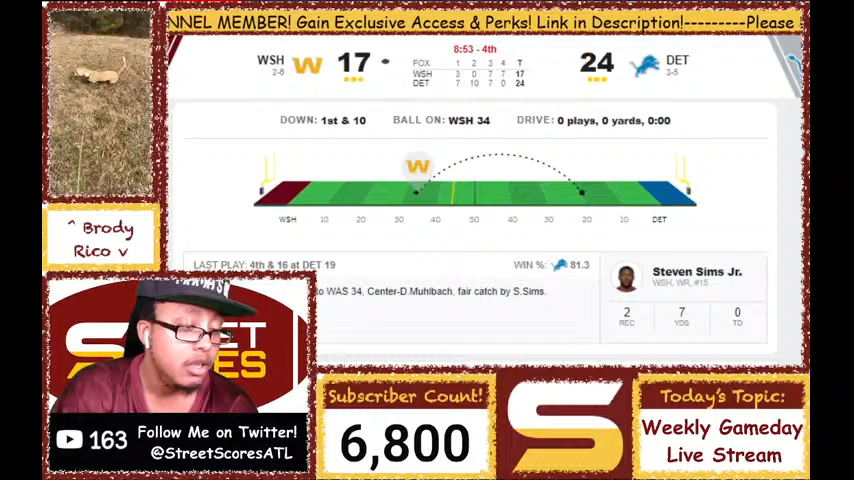 NNEL MEMBER! Gain Exclusive Access & Perks! Link in Description!---------Please
8:53 - 4th
WSH W 17
2-6
FOX 1 2 3 4 T
WSH 3 0 7 7 17
DET 7 10 7 0 24
24 DET
3-5
DOWN: 1st & 10 BALL ON: WSH 34 DRIVE: 0 plays, 0 yards, 0:00
W
WSH 10 20 30 40 50 40 30 20 10 DET
^ Brody
Rico v
LAST PLAY: 4th & 16 at DET 19 WIN %: 81.3
to WAS 34, Center-D.Muhlbach, fair catch by S.Sims.
Steven Sims Jr.
WSH, WR, #15
2 7 0
REC YDS TD
163 Follow Me on Twitter!
@StreetScoresATL
Subscriber Count!
6,800
S
Today's Topic:
Weekly Gameday
Live Stream